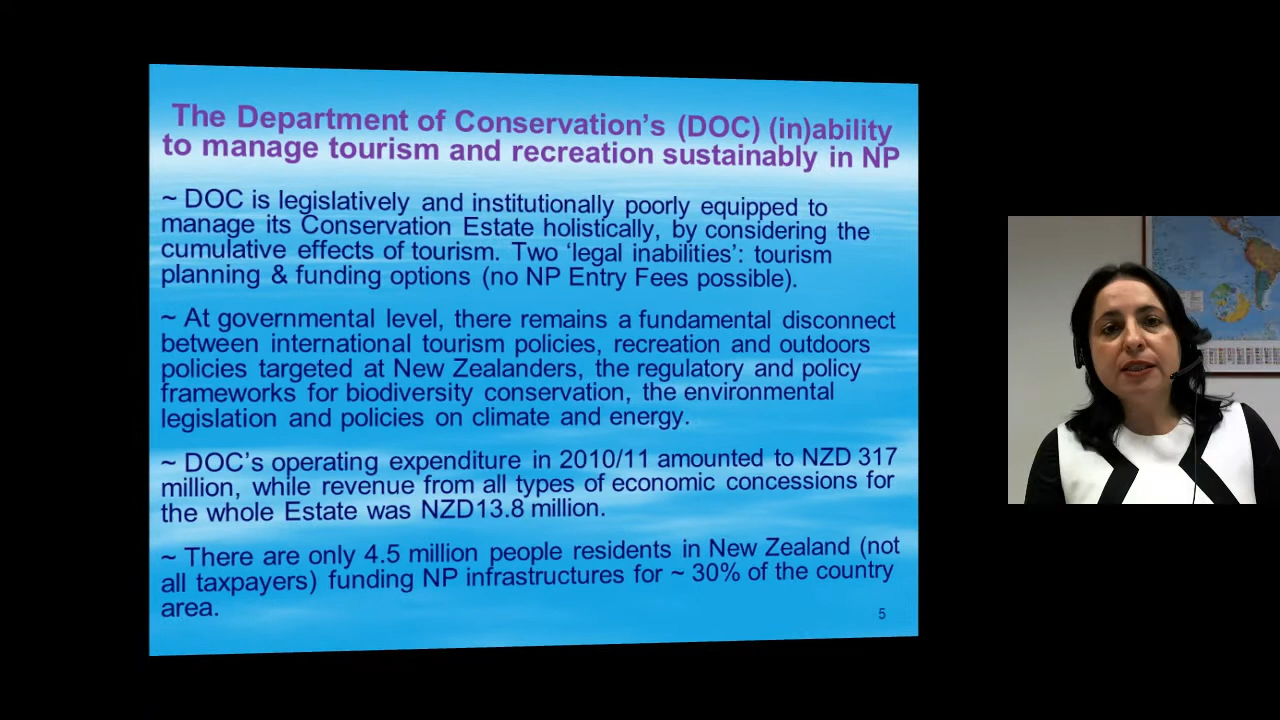 The Department of Conservation’s (DOC) (in)ability
to manage tourism and recreation sustainably in NP
~ DOC is legislatively and institutionally poorly equipped to
manage its Conservation Estate holistically, by considering the
cumulative effects of tourism. Two ‘legal inabilities’: tourism
planning & funding options (no NP Entry Fees possible).
~ At governmental level, there remains a fundamental disconnect
between international tourism policies, recreation and outdoors
policies targeted at New Zealanders, the regulatory and policy
frameworks for biodiversity conservation, the environmental
legislation and policies on climate and energy.
~ DOC’s operating expenditure in 2010/11 amounted to NZD 317
million, while revenue from all types of economic concessions for
the whole Estate was NZD13.8 million.
~ There are only 4.5 million people residents in New Zealand (not
all taxpayers) funding NP infrastructures for ~ 30% of the country
area.
5